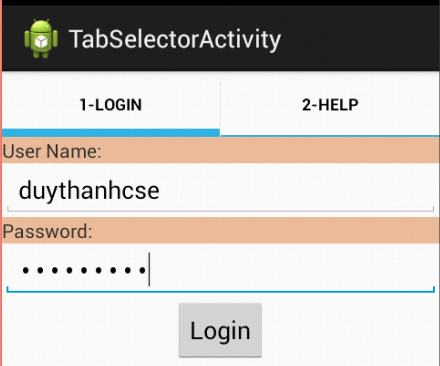 TabSelectorActivity
1-LOGIN 2-HELP
User Name:
duythanhcse
Password:
•••••••••
Login